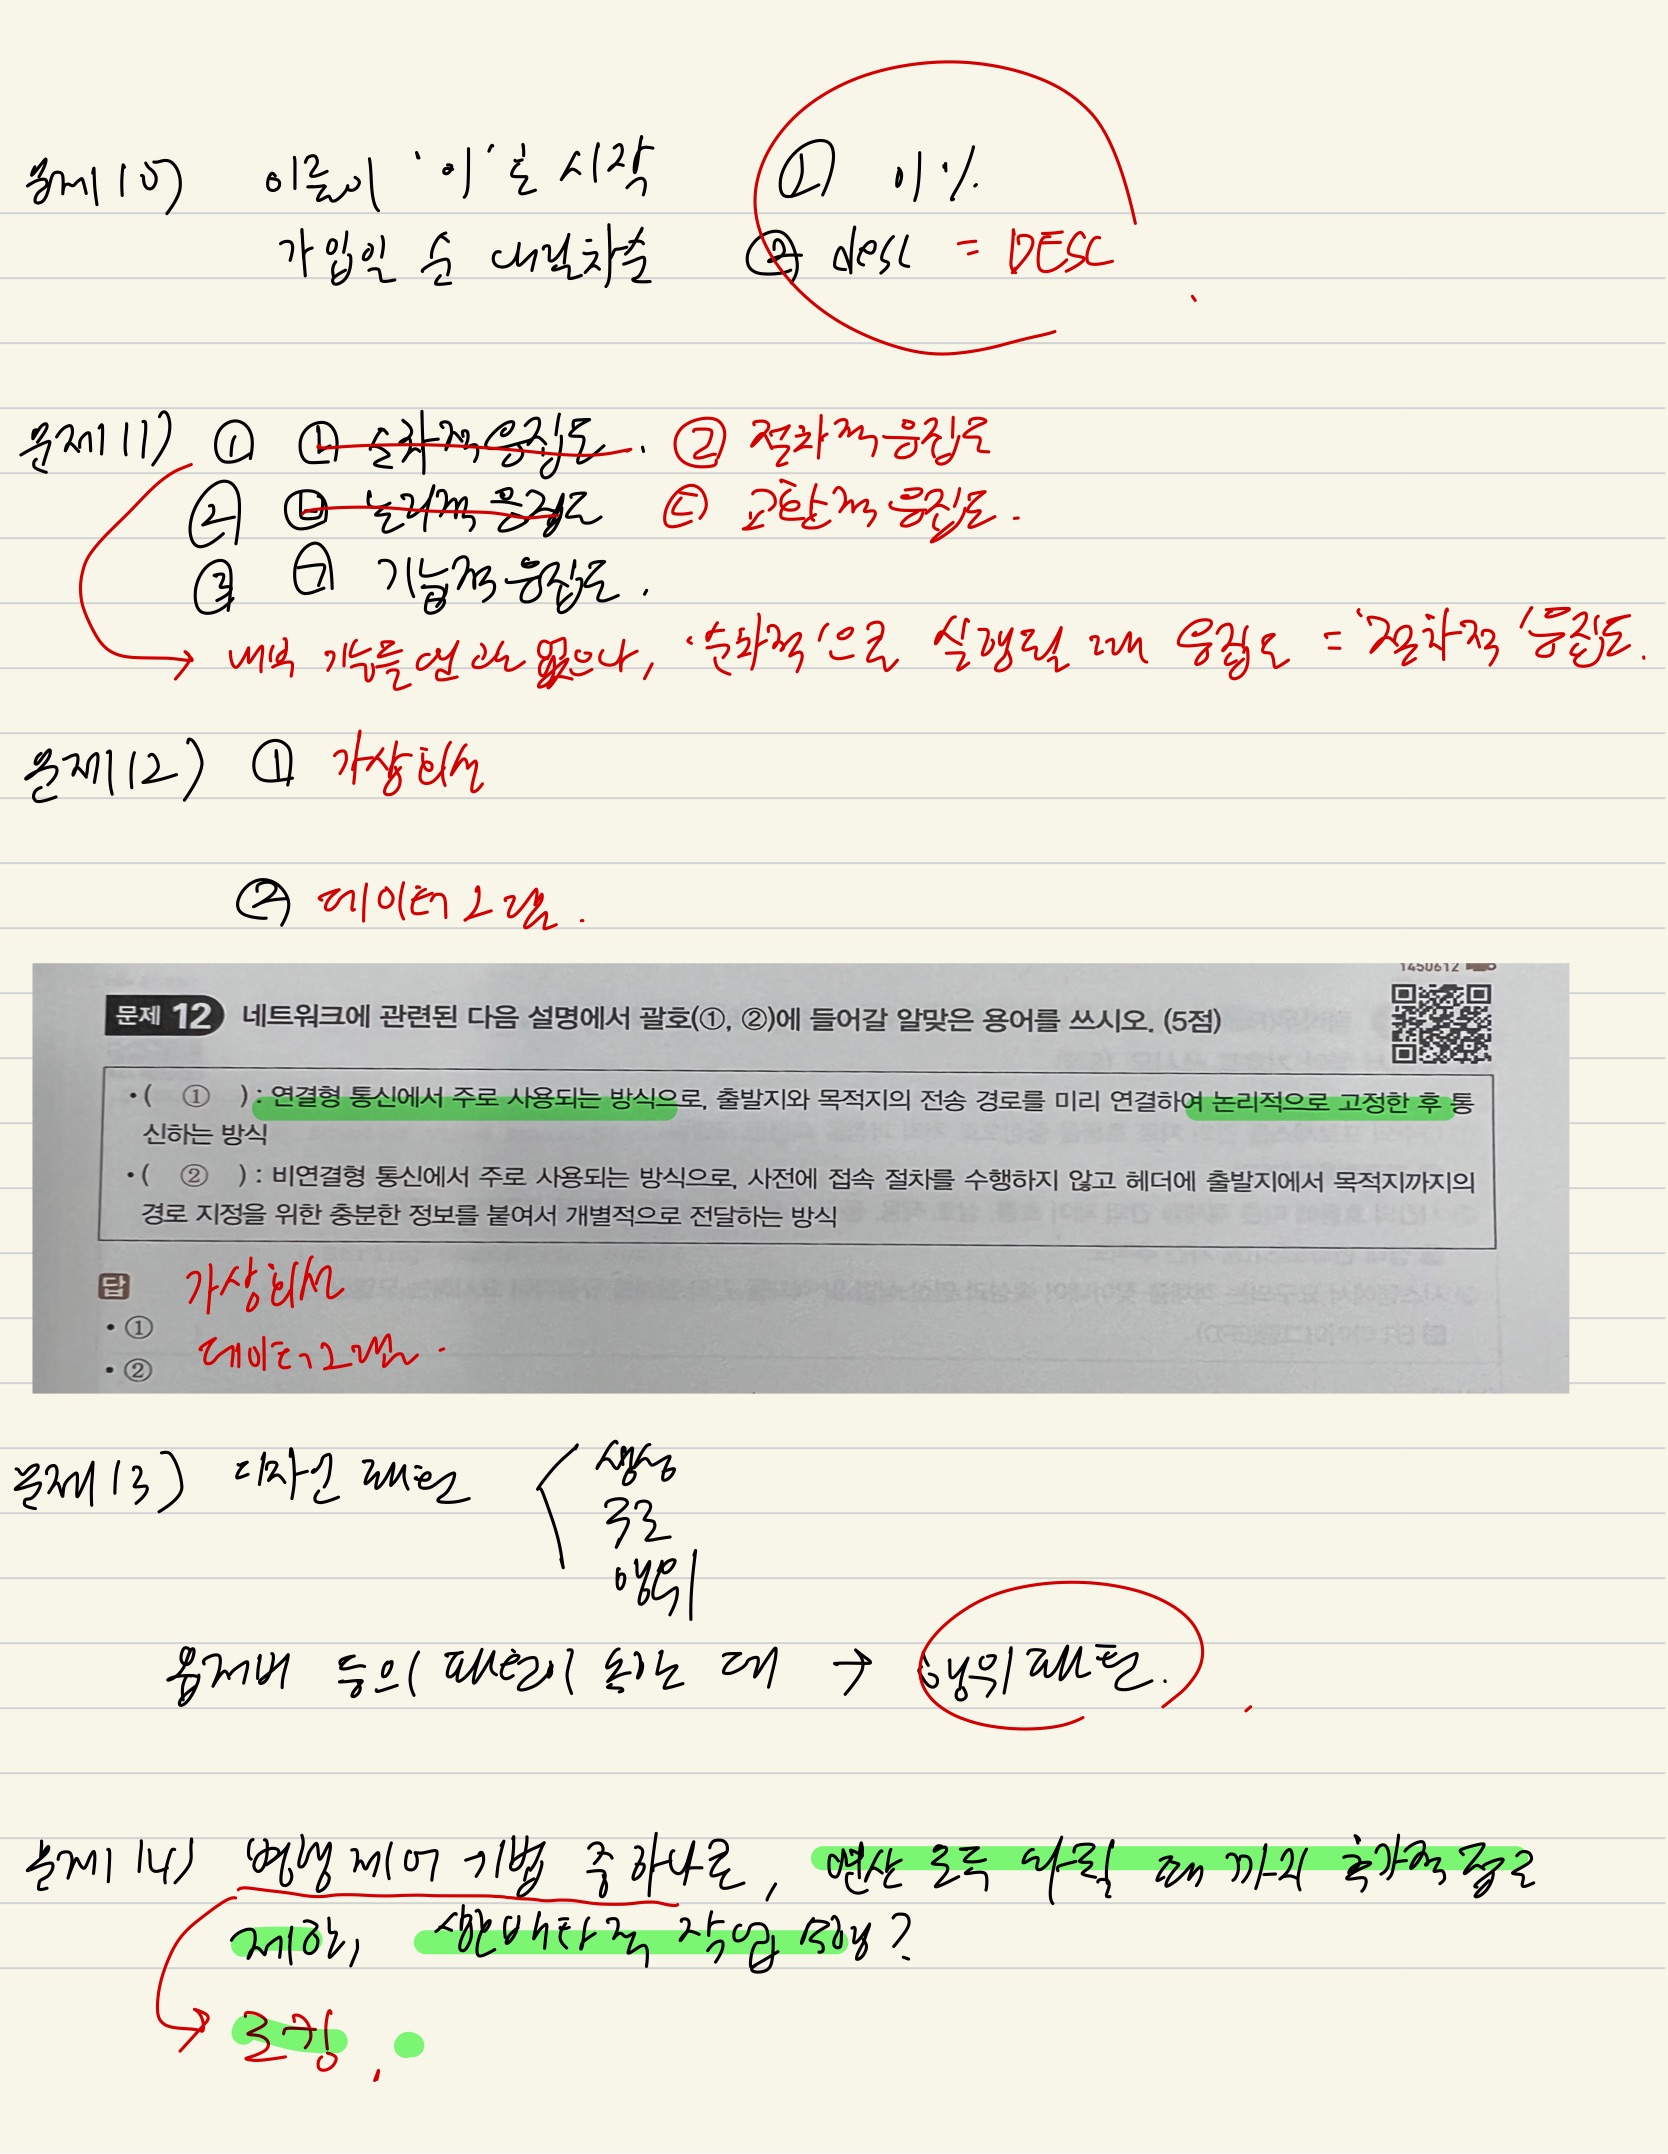 문제10) 이름이 '이'로 시작 ① 이%
가입일 순 내림차순 ② desc = DESC
문제11) ① ㉡ 순차적 응집도. ㉣ 절차적 응집도
② ㉥ 논리적 응집도 ㉢ 교환적 응집도.
③ ㉠ 기능적 응집도.
→ 내부 기능들 연관은 없으나, '순차적'으로 실행될 때 응집도 = '절차적' 응집도.
문제12) ① 가상회선
② 데이터그램.
1450612
문제 12 네트워크에 관련된 다음 설명에서 괄호(①, ②)에 들어갈 알맞은 용어를 쓰시오. (5점)
• ( ① ) : 연결형 통신에서 주로 사용되는 방식으로, 출발지와 목적지의 전송 경로를 미리 연결하여 논리적으로 고정한 후 통
신하는 방식
• ( ② ) : 비연결형 통신에서 주로 사용되는 방식으로, 사전에 접속 절차를 수행하지 않고 헤더에 출발지에서 목적지까지의
경로 지정을 위한 충분한 정보를 붙여서 개별적으로 전달하는 방식
답 가상회선
• ①
데이터그램.
• ②
문제13) 디자인 패턴 생성
구조
행위
옵저버 등의 패턴이 속하는 데 → 행위 패턴.
문제14) 병행 제어 기법 중 하나로, 연산 모두 마칠 때 까지 추가적 접근
제한, 상호배타적 작업 수행?
→ 로킹.